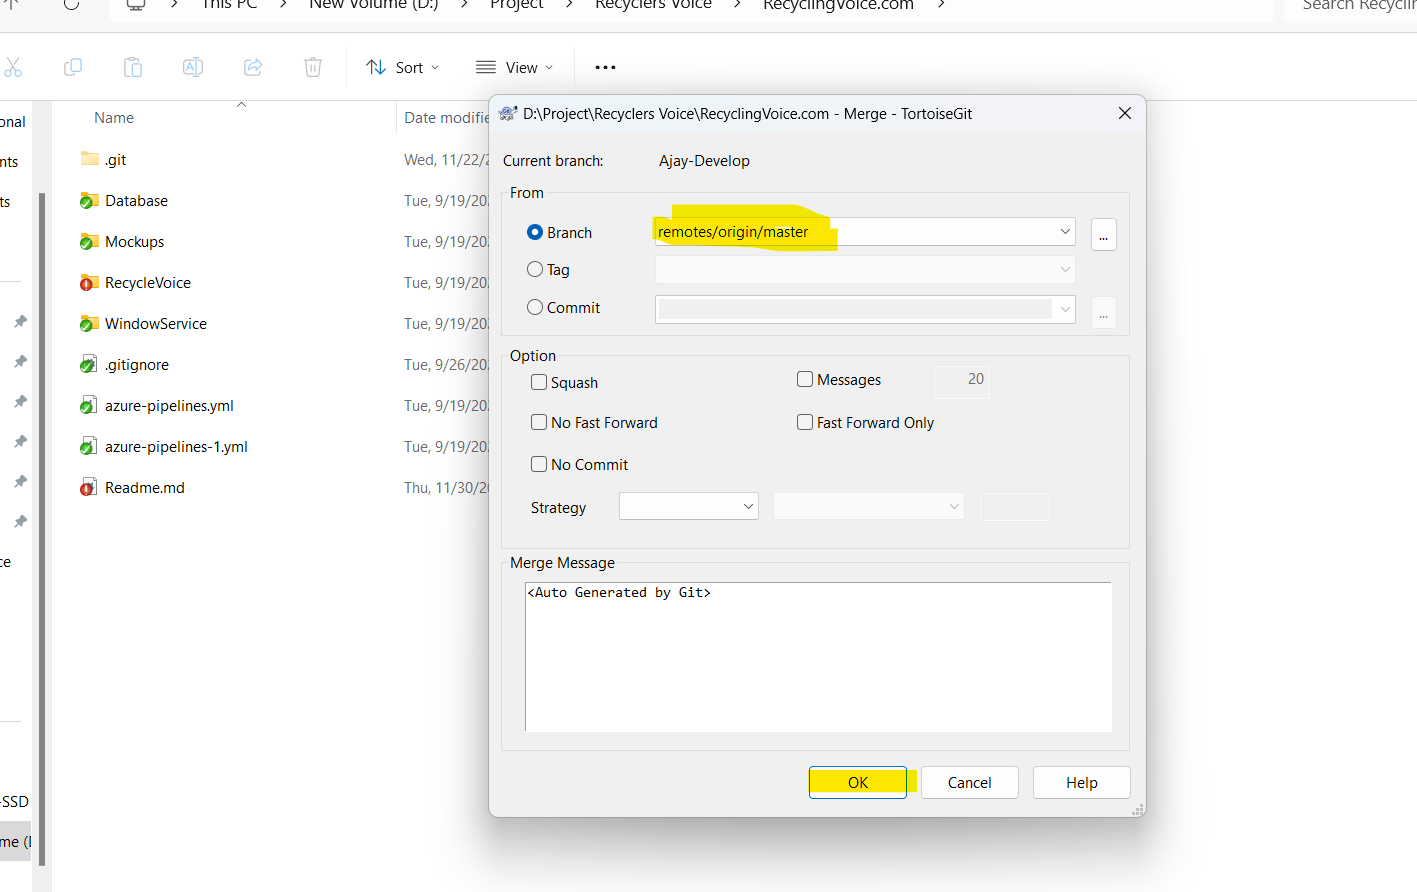 This PC > New Volume (D:) > Project > Recyclers Voice > RecyclingVoice.com >
Search Recyclin
Sort View
onal
nts
ts
ce
-SSD
me (
Name Date modifie
.git Wed, 11/22/2
Database Tue, 9/19/20
Mockups Tue, 9/19/20
RecycleVoice Tue, 9/19/20
WindowService Tue, 9/19/20
.gitignore Tue, 9/26/20
azure-pipelines.yml Tue, 9/19/20
azure-pipelines-1.yml Tue, 9/19/20
Readme.md Thu, 11/30/20
D:\Project\Recyclers Voice\RecyclingVoice.com - Merge - TortoiseGit
Current branch: Ajay-Develop
From
Branch remotes/origin/master ...
Tag
Commit ...
Option
Squash Messages 20
No Fast Forward Fast Forward Only
No Commit
Strategy
Merge Message
<Auto Generated by Git>
OK Cancel Help